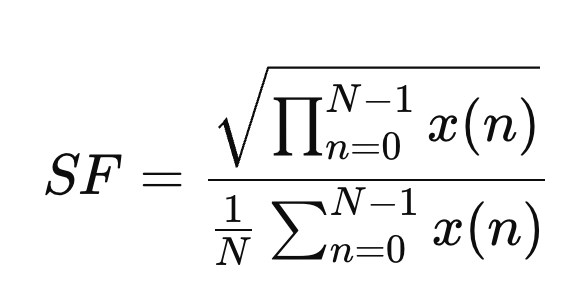 SF = \frac{\sqrt{\prod_{n=0}^{N-1} x(n)}}{\frac{1}{N} \sum_{n=0}^{N-1} x(n)}